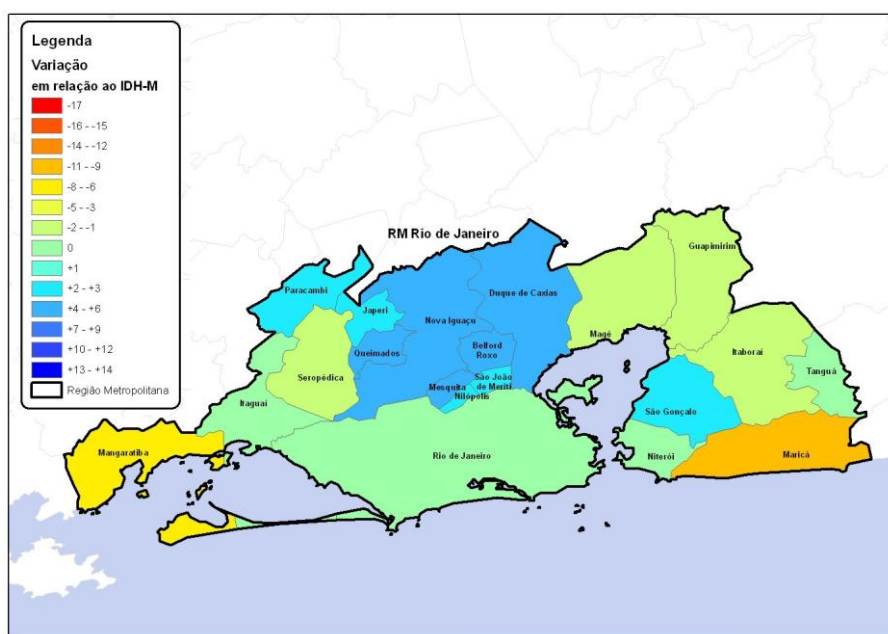 Legenda
Variação
em relação ao IDH-M
-17
-16 - -15
-14 - -12
-11 - -9
-8 - -6
-5 - -3
-2 - -1
0
+1
+2 - +3
+4 - +6
+7 - +9
+10 - +12
+13 - +14
Região Metropolitana
RM Rio de Janeiro
Guapimirim
Paracambi
Duque de Caxias
Japeri
Nova Iguaçu
Magé
Belford
Roxo
Queimados
Itaboraí
Seropédica
São João
de Meriti
Tanguá
Mesquita
Nilópolis
Itaguaí
São Gonçalo
Mangaratiba
Rio de Janeiro
Niterói
Maricá